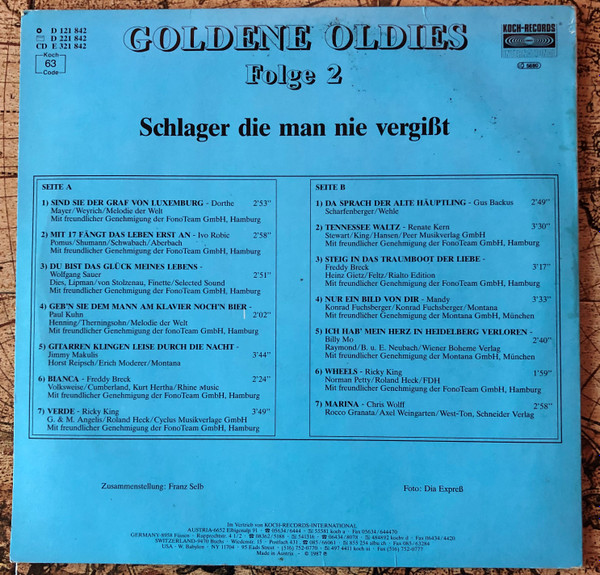 D 121 842
D 221 842
CD E 321 842
Koch
63
Code
GOLDENE OLDIES
Folge 2
KOCH-RECORDS
Schlager die man nie vergißt
SEITE A
1) SIND SIE DER GRAF VON LUXEMBURG - Dorthe 2'53"
Mayer/Weyrich/Melodie der Welt
Mit freundlicher Genehmigung der FonoTeam GmbH, Hamburg
2) MIT 17 FÄNGT DAS LEBEN ERST AN - Ivo Robic 2'58"
Pomus/Shumann/Schwabach/Aberbach
Mit freundlicher Genehmigung der FonoTeam GmbH, Hamburg
3) DU BIST DAS GLÜCK MEINES LEBENS -
Wolfgang Sauer 2'51"
Dies, Lipman/von Stolzenau, Finette/Selected Sound
Mit freundlicher Genehmigung der FonoTeam GmbH, Hamburg
4) GEB'N SIE DEM MANN AM KLAVIER NOCH'N BIER -
Paul Kuhn 2'02"
Henning/Therningsohn/Melodie der Welt
Mit freundlicher Genehmigung der FonoTeam GmbH, Hamburg
5) GITARREN KLINGEN LEISE DURCH DIE NACHT -
Jimmy Makulis 3'44"
Horst Reipsch/Erich Moderer/Montana
6) BIANCA - Freddy Breck 2'24"
Volksweise/Cumberland, Kurt Hertha/Rhine Music
Mit freundlicher Genehmigung der FonoTeam GmbH, Hamburg
7) VERDE - Ricky King 3'49"
G. & M. Angelis/Roland Heck/Cyclus Musikverlage GmbH
Mit freundlicher Genehmigung der FonoTeam GmbH, Hamburg
SEITE B
1) DA SPRACH DER ALTE HÄUPTLING - Gus Backus 2'49"
Scharfenberger/Wehle
2) TENNESSEE WALTZ - Renate Kern 3'30"
Stewart/King/Hansen/Peer Musikverlag GmbH
Mit freundlicher Genehmigung der FonoTeam GmbH, Hamburg
3) STEIG IN DAS TRAUMBOOT DER LIEBE -
Freddy Breck 3'17"
Heinz Gietz/Feltz/Rialto Edition
Mit freundlicher Genehmigung der FonoTeam GmbH, Hamburg
4) NUR EIN BILD VON DIR - Mandy 3'33"
Konrad Fuchsberger/Konrad Fuchsberger/Montana
Mit freundlicher Genehmigung der Montana GmbH, München
5) ICH HAB' MEIN HERZ IN HEIDELBERG VERLOREN -
Billy Mo 2'40"
Raymond/B. u. E. Neubach/Wiener Boheme Verlag
Mit freundlicher Genehmigung der Montana GmbH, München
6) WHEELS - Ricky King 1'59"
Norman Petty/Roland Heck/FDH
Mit freundlicher Genehmigung der FonoTeam GmbH, Hamburg
7) MARINA - Chris Wolff 2'58"
Rocco Granata/Axel Weingarten/West-Ton, Schneider Verlag
Zusammenstellung: Franz Selb
Foto: Dia Expreß
Im Vertrieb von KOCH-RECORDS-INTERNATIONAL
AUSTRIA-6652 Elbigenalp 91
GERMANY-8958 Füssen
SWITZERLAND-9470 Buchs
USA - W. Babylon - NY 11704
Made in Austria